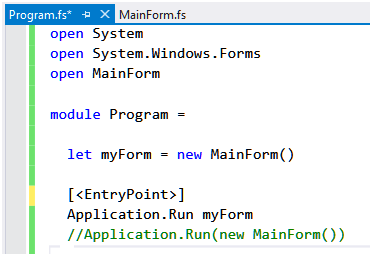 Program.fs* MainForm.fs
open System
open System.Windows.Forms
open MainForm
module Program =
let myForm = new MainForm()
[<EntryPoint>]
Application.Run myForm
//Application.Run(new MainForm())